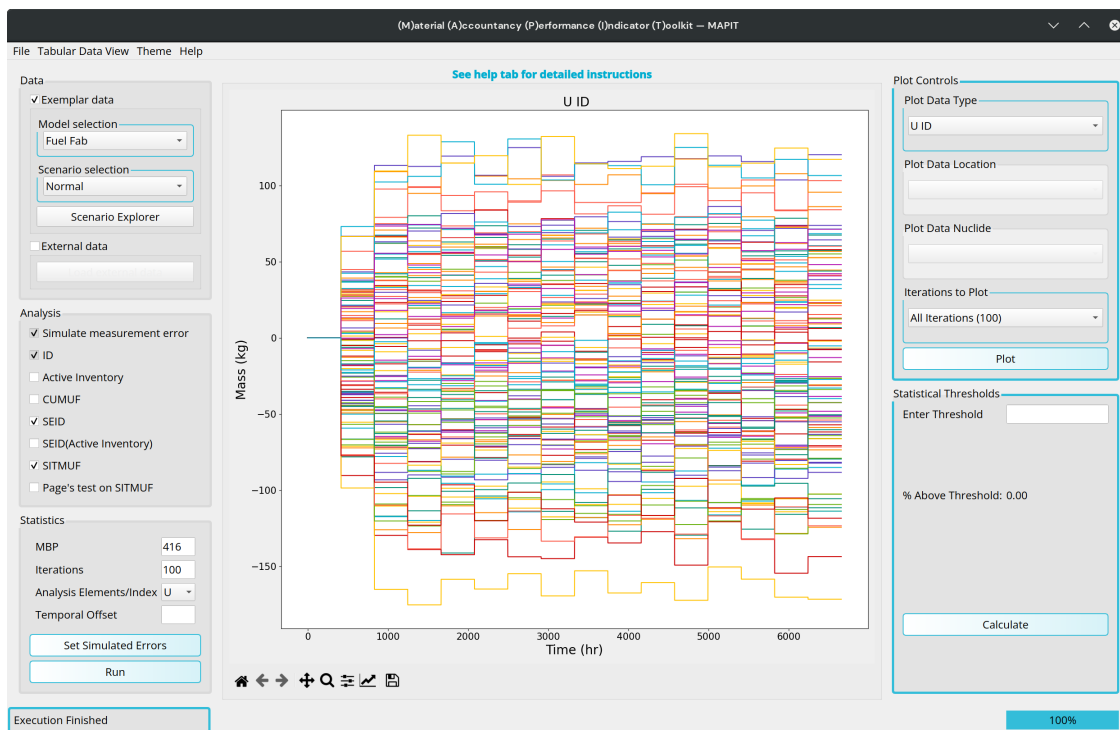 (M)aterial (A)ccountancy (P)erformance (I)ndicator (T)oolkit — MAPIT
File Tabular Data View Theme Help
See help tab for detailed instructions
Data
Exemplar data
Model selection
Fuel Fab
Scenario selection
Normal
Scenario Explorer
External data
Analysis
Simulate measurement error
ID
Active Inventory
CUMUF
SEID
SEID(Active Inventory)
SITMUF
Page's test on SITMUF
Statistics
MBP 416
Iterations 100
Analysis Elements/Index U
Temporal Offset
Set Simulated Errors
Run
Execution Finished
U ID
Mass (kg)
100
50
0
−50
−100
−150
0 1000 2000 3000 4000 5000 6000
Time (hr)
Plot Controls
Plot Data Type
U ID
Plot Data Location
Plot Data Nuclide
Iterations to Plot
All Iterations (100)
Plot
Statistical Thresholds
Enter Threshold
% Above Threshold: 0.00
Calculate
100%